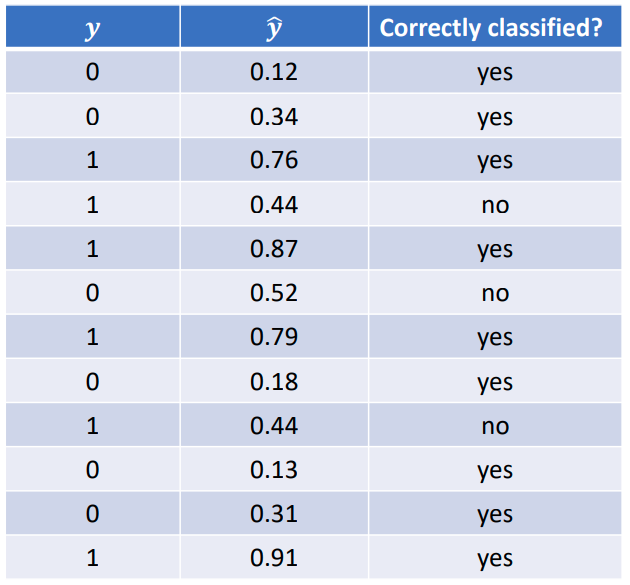 y ŷ Correctly classified?
0 0.12 yes
0 0.34 yes
1 0.76 yes
1 0.44 no
1 0.87 yes
0 0.52 no
1 0.79 yes
0 0.18 yes
1 0.44 no
0 0.13 yes
0 0.31 yes
1 0.91 yes